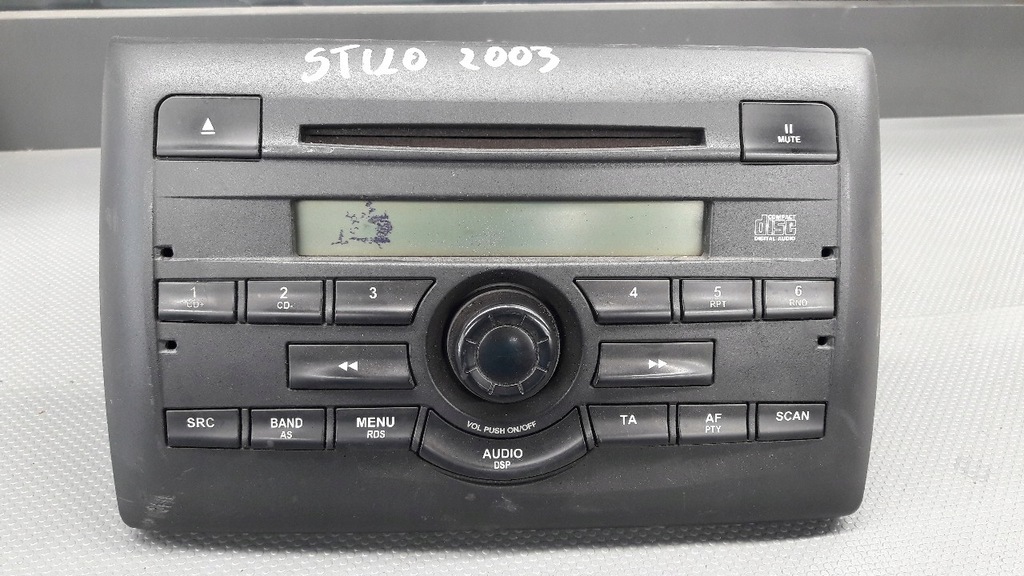 STILO 2003
MUTE
COMPACT
disc
DIGITAL AUDIO
1 2 3 4 5 6
CD- RPT RND
VOL PUSH ON/OFF
SRC BAND MENU TA AF SCAN
AS RDS PTY
AUDIO
DSP